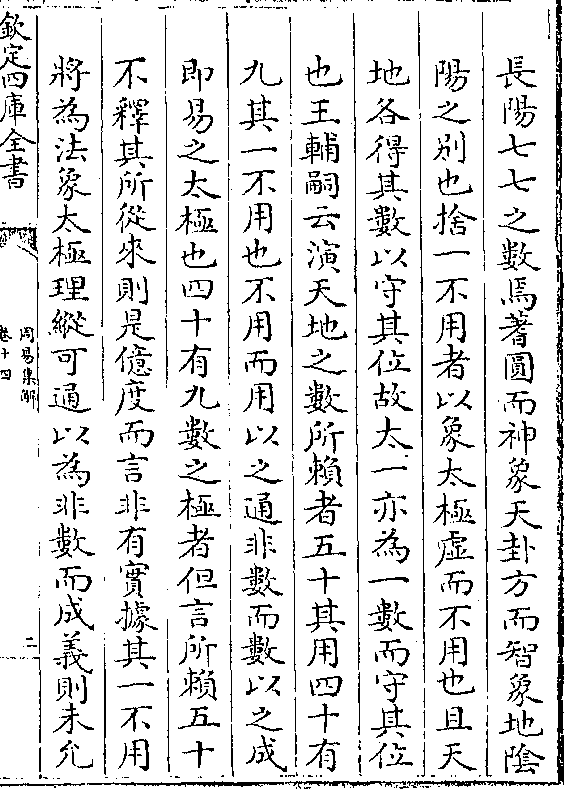 長陽七七之數焉蓍圓而神象天卦方而智象地陰
陽之別也捨一不用者以象太極虛而不用也且天
地各得其數以守其位故太一亦為一數而守其位
也王輔嗣云演天地之數所賴者五十其用四十有
九其一不用也不用而用以之通非數而數以之成
即易之太極也四十有九數之極者但言所賴五十
不釋其所從來則是億度而言非有實據其一不用
將為法象太極理縱可通以為非數而成義則未允
欽定四庫全書
周易集解
卷十四
二